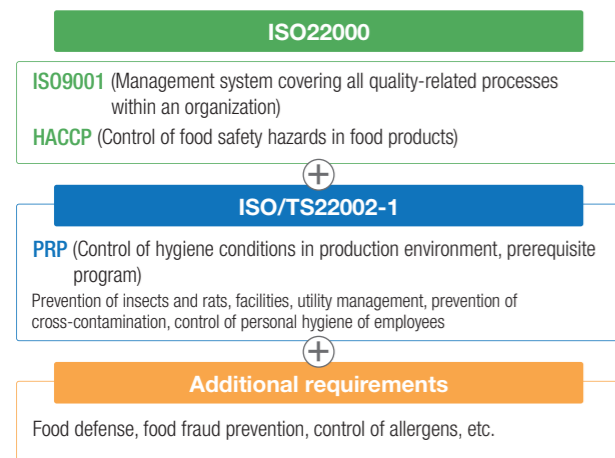 ISO22000
ISO9001 (Management system covering all quality-related processes
within an organization)
HACCP (Control of food safety hazards in food products)
+
ISO/TS22002-1
PRP (Control of hygiene conditions in production environment, prerequisite
program)
Prevention of insects and rats, facilities, utility management, prevention of
cross-contamination, control of personal hygiene of employees
+
Additional requirements
Food defense, food fraud prevention, control of allergens, etc.